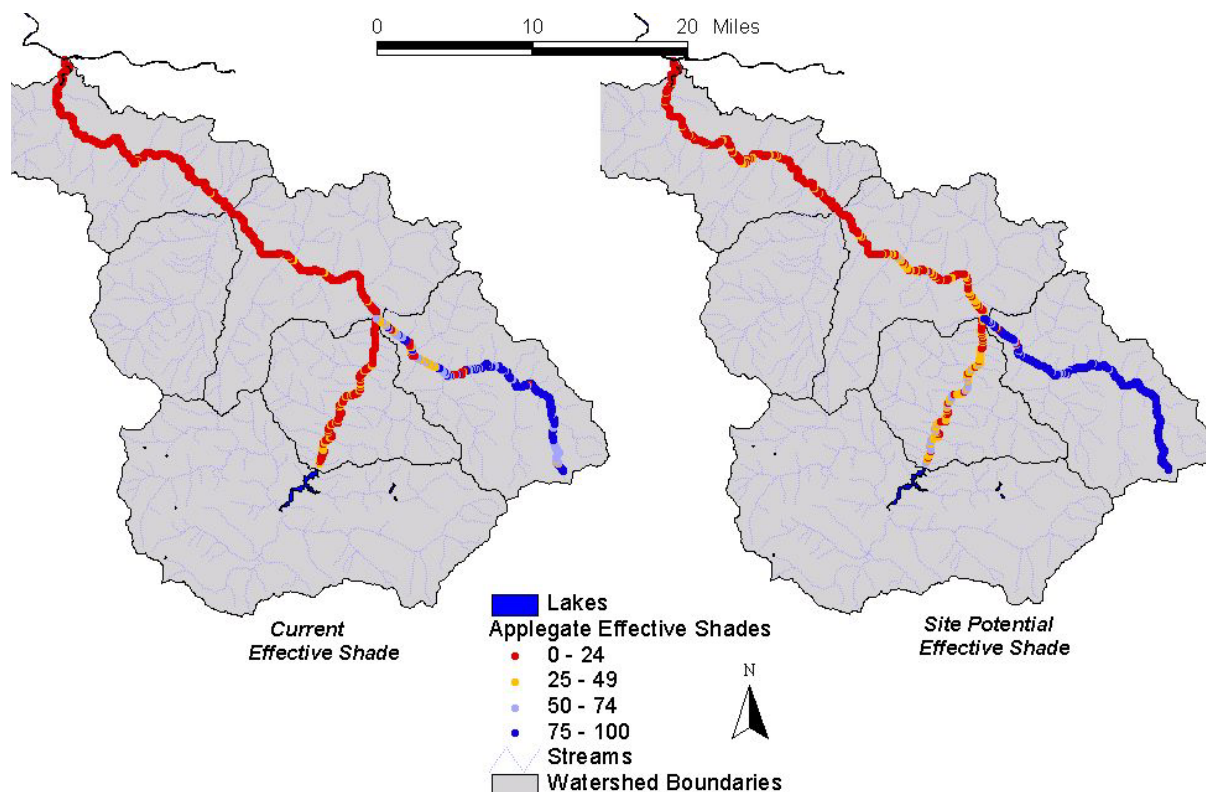 0 10 20 Miles
Current
Effective Shade
Site Potential
Effective Shade
Lakes
Applegate Effective Shades
0 - 24
25 - 49
50 - 74
75 - 100
Streams
Watershed Boundaries
N